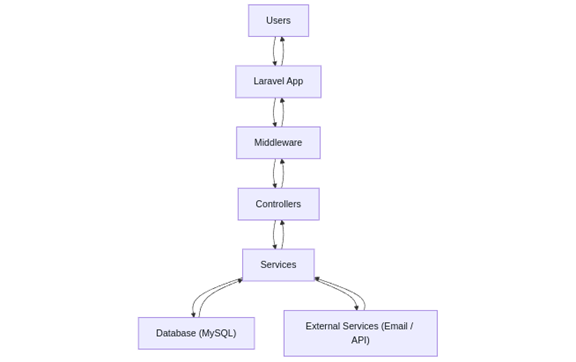 Users
Laravel App
Middleware
Controllers
Services
Database (MySQL)
External Services (Email /
API)